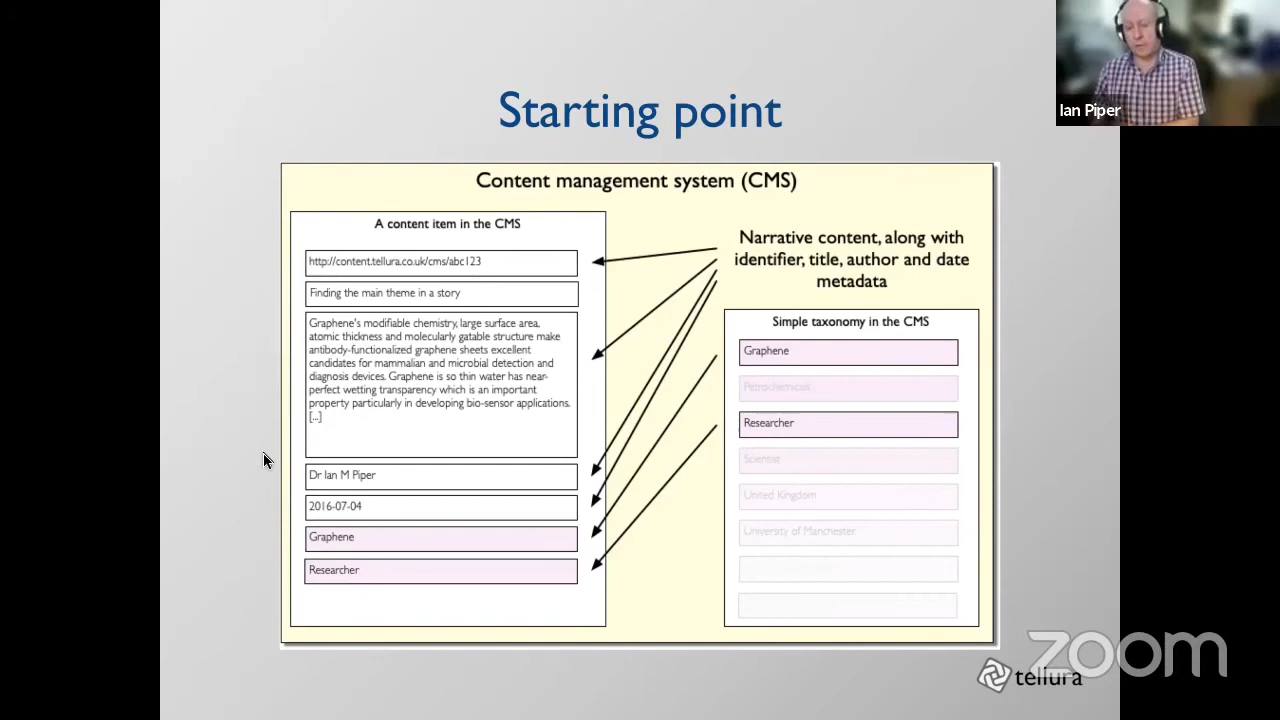 Ian Piper
Starting point
Content management system (CMS)
A content item in the CMS
http://content.tellura.co.uk/cms/abc123
Finding the main theme in a story
Graphene's modifiable chemistry, large surface area,
atomic thickness and molecularly gatable structure make
antibody-functionalized graphene sheets excellent
candidates for mammalian and microbial detection and
diagnosis devices. Graphene is so thin water has near-
perfect wetting transparency which is an important
property particularly in developing bio-sensor applications.
[...]
Dr Ian M Piper
2016-07-04
Graphene
Researcher
Narrative content, along with
identifier, title, author and date
metadata
Simple taxonomy in the CMS
Graphene
Petrochemicals
Researcher
Scientist
United Kingdom
University of Manchester
zoom
tellura